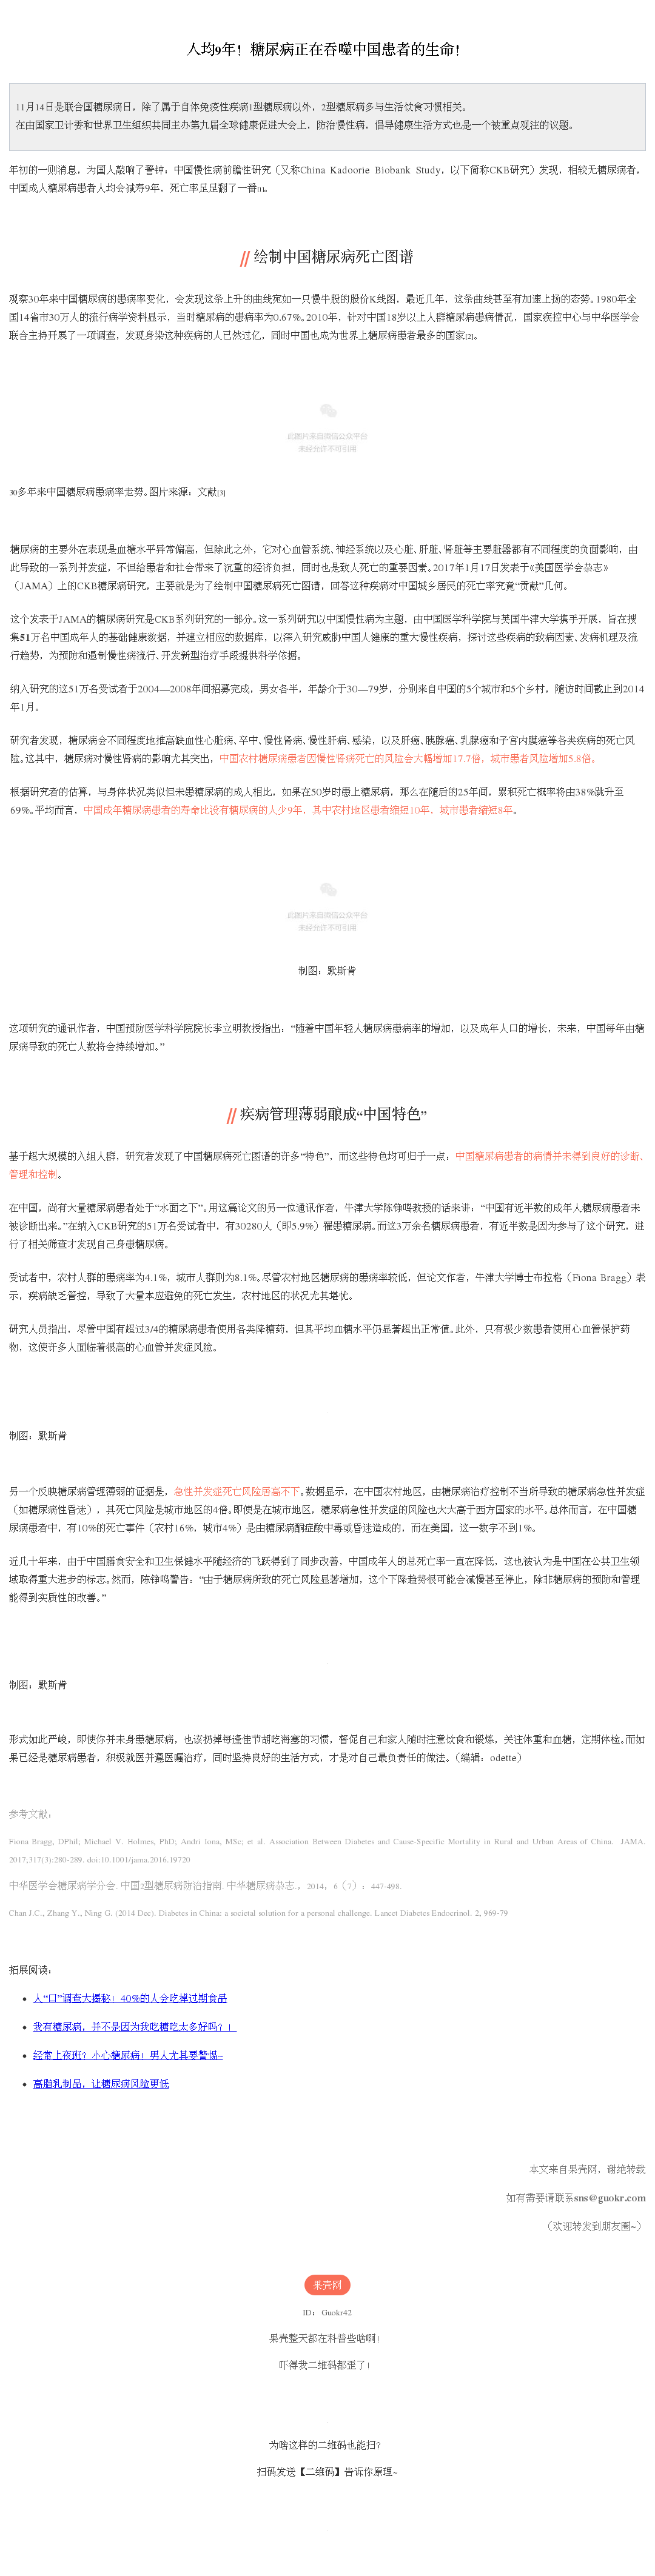 人均9年！糖尿病正在吞噬中国患者的生命！
11月14日是联合国糖尿病日，除了属于自体免疫性疾病1型糖尿病以外，2型糖尿病多与生活饮食习惯相关。
在由国家卫计委和世界卫生组织共同主办第九届全球健康促进大会上，防治慢性病，倡导健康生活方式也是一个被重点观注的议题。
年初的一则消息，为国人敲响了警钟：中国慢性病前瞻性研究（又称China Kadoorie Biobank Study，以下简称CKB研究）发现，相较无糖尿病者，
中国成人糖尿病患者人均会减寿9年，死亡率足足翻了一番[1]。
// 绘制中国糖尿病死亡图谱
观察30年来中国糖尿病的患病率变化，会发现这条上升的曲线宛如一只慢牛股的股价K线图，最近几年，这条曲线甚至有加速上扬的态势。1980年全
国14省市30万人的流行病学资料显示，当时糖尿病的患病率为0.67%。2010年，针对中国18岁以上人群糖尿病患病情况，国家疾控中心与中华医学会
联合主持开展了一项调查，发现身染这种疾病的人已然过亿，同时中国也成为世界上糖尿病患者最多的国家[2]。
此图片来自微信公众平台
未经允许不可引用
30多年来中国糖尿病患病率走势。图片来源：文献[3]
糖尿病的主要外在表现是血糖水平异常偏高，但除此之外，它对心血管系统、神经系统以及心脏、肝脏、肾脏等主要脏器都有不同程度的负面影响，由
此导致的一系列并发症，不但给患者和社会带来了沉重的经济负担，同时也是致人死亡的重要因素。2017年1月17日发表于《美国医学会杂志》
（JAMA）上的CKB糖尿病研究，主要就是为了绘制中国糖尿病死亡图谱，回答这种疾病对中国城乡居民的死亡率究竟“贡献”几何。
这个发表于JAMA的糖尿病研究是CKB系列研究的一部分。这一系列研究以中国慢性病为主题，由中国医学科学院与英国牛津大学携手开展，旨在搜
集51万名中国成年人的基础健康数据，并建立相应的数据库，以深入研究威胁中国人健康的重大慢性疾病，探讨这些疾病的致病因素、发病机理及流
行趋势，为预防和遏制慢性病流行、开发新型治疗手段提供科学依据。
纳入研究的这51万名受试者于2004—2008年间招募完成，男女各半，年龄介于30—79岁，分别来自中国的5个城市和5个乡村，随访时间截止到2014
年1月。
研究者发现，糖尿病会不同程度地推高缺血性心脏病、卒中、慢性肾病、慢性肝病、感染，以及肝癌、胰腺癌、乳腺癌和子宫内膜癌等各类疾病的死亡风
险。这其中，糖尿病对慢性肾病的影响尤其突出，中国农村糖尿病患者因慢性肾病死亡的风险会大幅增加17.7倍，城市患者风险增加5.8倍。
根据研究者的估算，与身体状况类似但未患糖尿病的成人相比，如果在50岁时患上糖尿病，那么在随后的25年间，累积死亡概率将由38%跳升至
69%。平均而言，中国成年糖尿病患者的寿命比没有糖尿病的人少9年，其中农村地区患者缩短10年，城市患者缩短8年。
此图片来自微信公众平台
未经允许不可引用
制图：默斯肯
这项研究的通讯作者，中国预防医学科学院院长李立明教授指出：“随着中国年轻人糖尿病患病率的增加，以及成年人口的增长，未来，中国每年由糖
尿病导致的死亡人数将会持续增加。”
// 疾病管理薄弱酿成“中国特色”
基于超大规模的入组人群，研究者发现了中国糖尿病死亡图谱的许多“特色”，而这些特色均可归于一点：中国糖尿病患者的病情并未得到良好的诊断、
管理和控制。
在中国，尚有大量糖尿病患者处于“水面之下”。用这篇论文的另一位通讯作者，牛津大学陈铮鸣教授的话来讲：“中国有近半数的成年人糖尿病患者未
被诊断出来。”在纳入CKB研究的51万名受试者中，有30280人（即5.9%）罹患糖尿病。而这3万余名糖尿病患者，有近半数是因为参与了这个研究，进
行了相关筛查才发现自己身患糖尿病。
受试者中，农村人群的患病率为4.1%，城市人群则为8.1%。尽管农村地区糖尿病的患病率较低，但论文作者，牛津大学博士布拉格（Fiona Bragg）表
示，疾病缺乏管控，导致了大量本应避免的死亡发生，农村地区的状况尤其堪忧。
研究人员指出，尽管中国有超过3/4的糖尿病患者使用各类降糖药，但其平均血糖水平仍显著超出正常值。此外，只有极少数患者使用心血管保护药
物，这使许多人面临着很高的心血管并发症风险。
制图：默斯肯
另一个反映糖尿病管理薄弱的证据是，急性并发症死亡风险居高不下。数据显示，在中国农村地区，由糖尿病治疗控制不当所导致的糖尿病急性并发症
（如糖尿病性昏迷），其死亡风险是城市地区的4倍。即使是在城市地区，糖尿病急性并发症的风险也大大高于西方国家的水平。总体而言，在中国糖
尿病患者中，有10%的死亡事件（农村16%，城市4%）是由糖尿病酮症酸中毒或昏迷造成的，而在美国，这一数字不到1%。
近几十年来，由于中国膳食安全和卫生保健水平随经济的飞跃得到了同步改善，中国成年人的总死亡率一直在降低，这也被认为是中国在公共卫生领
域取得重大进步的标志。然而，陈铮鸣警告：“由于糖尿病所致的死亡风险显著增加，这个下降趋势很可能会减慢甚至停止，除非糖尿病的预防和管理
能得到实质性的改善。”
制图：默斯肯
形式如此严峻，即使你并未身患糖尿病，也该扔掉每逢佳节胡吃海塞的习惯，督促自己和家人随时注意饮食和锻炼，关注体重和血糖，定期体检。而如
果已经是糖尿病患者，积极就医并遵医嘱治疗，同时坚持良好的生活方式，才是对自己最负责任的做法。（编辑：odette）
参考文献：
Fiona Bragg, DPhil; Michael V. Holmes, PhD; Andri Iona, MSc; et al. Association Between Diabetes and Cause-Specific Mortality in Rural and Urban Areas of China. JAMA.
2017;317(3):280-289. doi:10.1001/jama.2016.19720
中华医学会糖尿病学分会. 中国2型糖尿病防治指南. 中华糖尿病杂志.，2014，6（7）：447-498.
Chan J.C., Zhang Y., Ning G. (2014 Dec). Diabetes in China: a societal solution for a personal challenge. Lancet Diabetes Endocrinol. 2, 969-79
拓展阅读：
人“口”调查大揭秘！40%的人会吃掉过期食品
我有糖尿病，并不是因为我吃糖吃太多好吗？！
经常上夜班？小心糖尿病！男人尤其要警惕~
高脂乳制品，让糖尿病风险更低
本文来自果壳网，谢绝转载
如有需要请联系sns@guokr.com
（欢迎转发到朋友圈~）
果壳网
ID：Guokr42
果壳整天都在科普些啥啊！
吓得我二维码都歪了！
为啥这样的二维码也能扫？
扫码发送【二维码】告诉你原理~